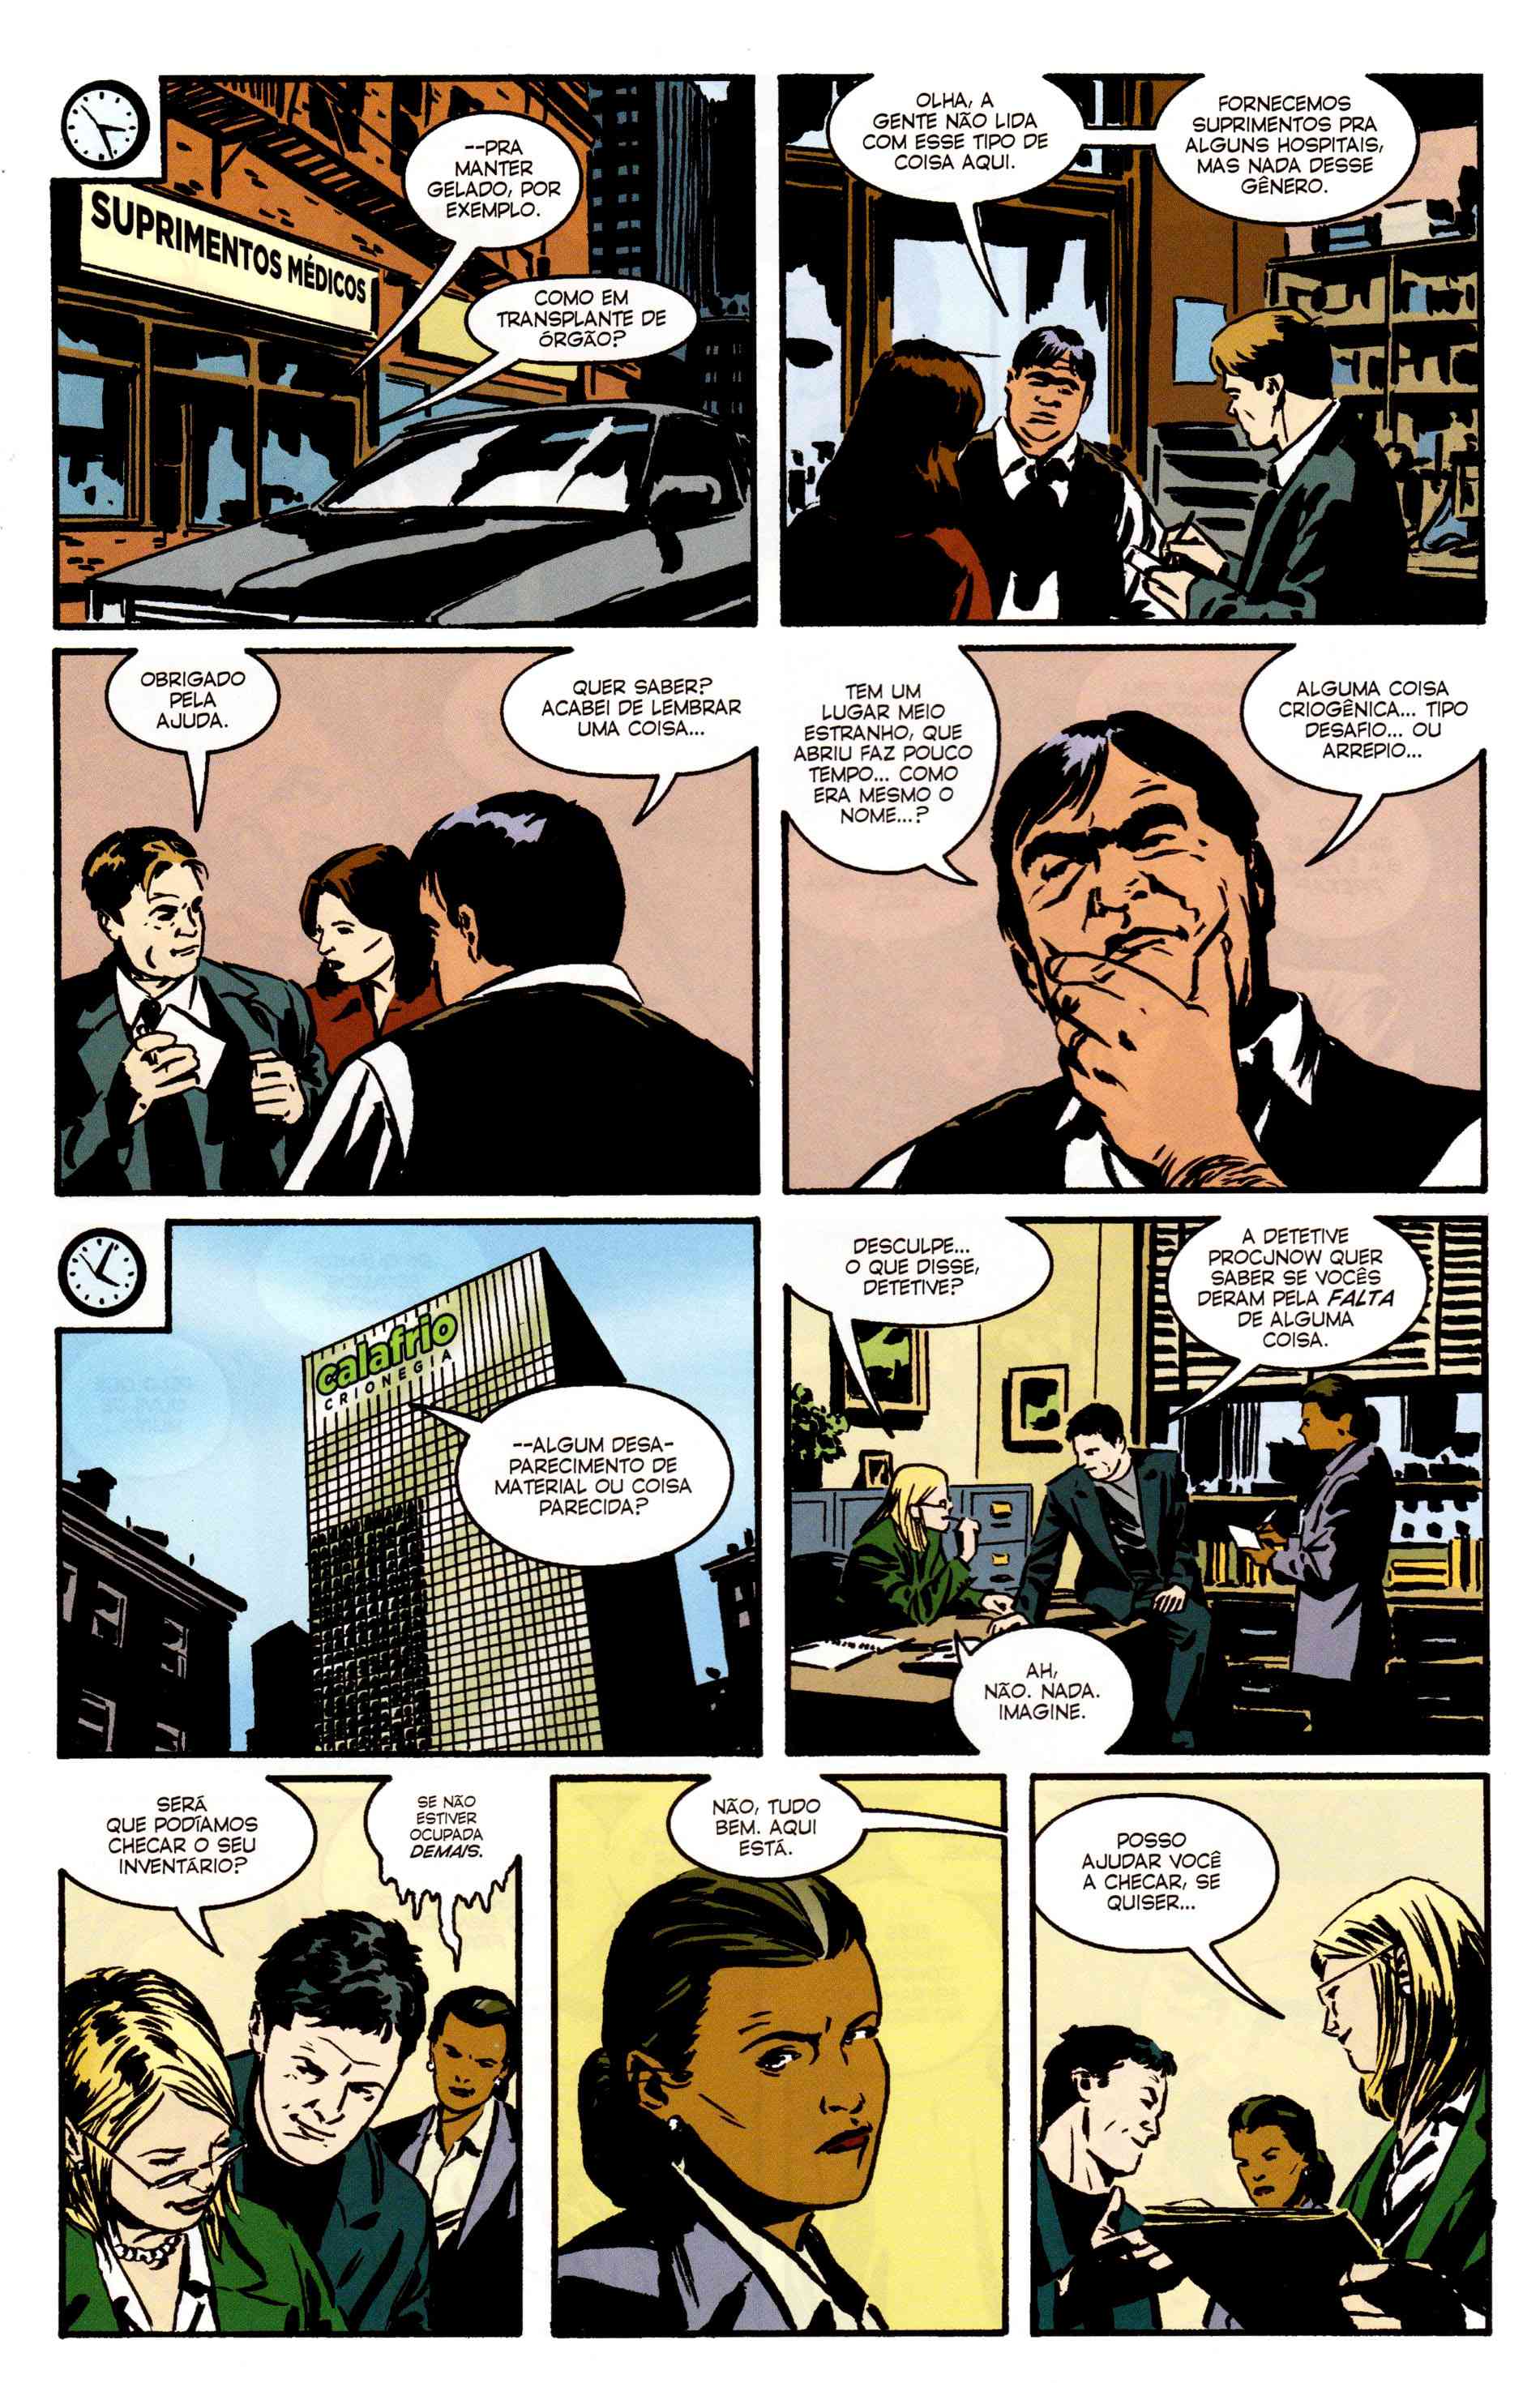 --PRA
MANTER
GELADO, POR
EXEMPLO.
SUPRIMENTOS MÉDICOS
COMO EM
TRANSPLANTE DE
ÓRGÃO?
OLHA, A
GENTE NÃO LIDA
COM ESSE TIPO DE
COISA AQUI.
FORNECEMOS
SUPRIMENTOS PRA
ALGUNS HOSPITAIS,
MAS NADA DESSE
GÊNERO.
OBRIGADO
PELA
AJUDA.
QUER SABER?
ACABEI DE LEMBRAR
UMA COISA...
TEM UM
LUGAR MEIO
ESTRANHO, QUE
ABRIU FAZ POUCO
TEMPO... COMO
ERA MESMO O
NOME...?
ALGUMA COISA
CRIOGÊNICA... TIPO
DESAFIO... OU
ARREPIO...
calafrio
CRIONEGIA
--ALGUM DESA-
PARECIMENTO DE
MATERIAL OU COISA
PARECIDA?
DESCULPE...
O QUE DISSE,
DETETIVE?
A DETETIVE
PROCJNOW QUER
SABER SE VOCÊS
DERAM PELA FALTA
DE ALGUMA
COISA.
AH,
NÃO. NADA.
IMAGINE.
SERÁ
QUE PODÍAMOS
CHECAR O SEU
INVENTÁRIO?
SE NÃO
ESTIVER
OCUPADA
DEMAIS.
NÃO, TUDO
BEM. AQUI
ESTÁ.
POSSO
AJUDAR VOCÊ
A CHECAR, SE
QUISER...